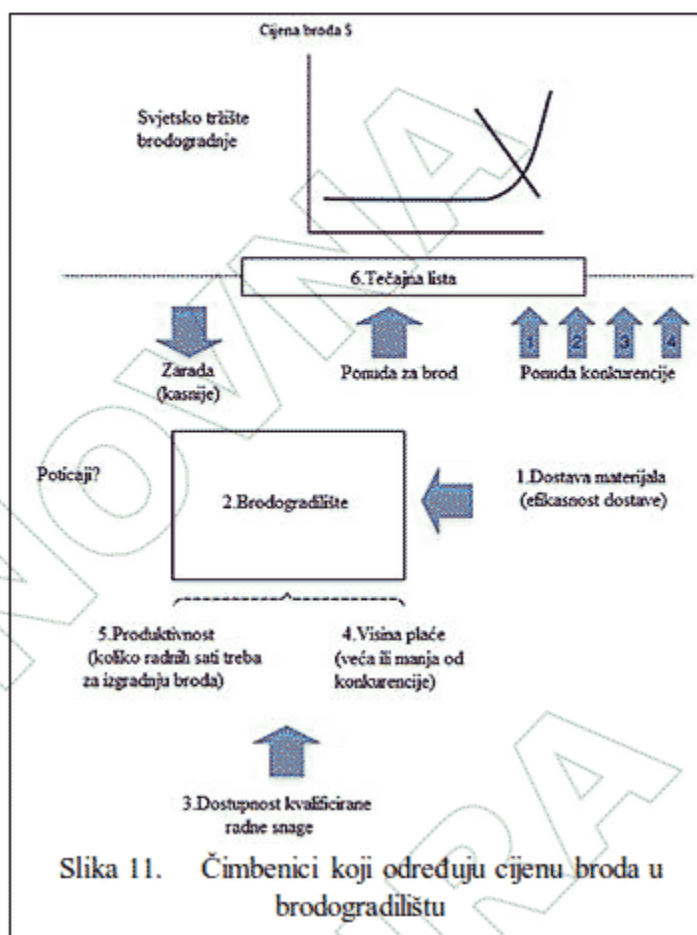 Cijena broda $
Svjetsko tržište
brodogradnje
6.Tečajna lista
1 2 3 4
Zarada
(kasnije)
Ponuda za brod
Ponuda konkurencije
Poticaji?
2.Brodogradilište
1.Dostava materijala
(efikasnost dostave)
5.Produktivnost
(koliko radnih sati treba
za izgradnju broda)
4.Visina plaće
(veća ili manja od
konkurencije)
3.Dostupnost kvalificirane
radne snage
Slika 11. Čimbenici koji određuju cijenu broda u
brodogradilištu